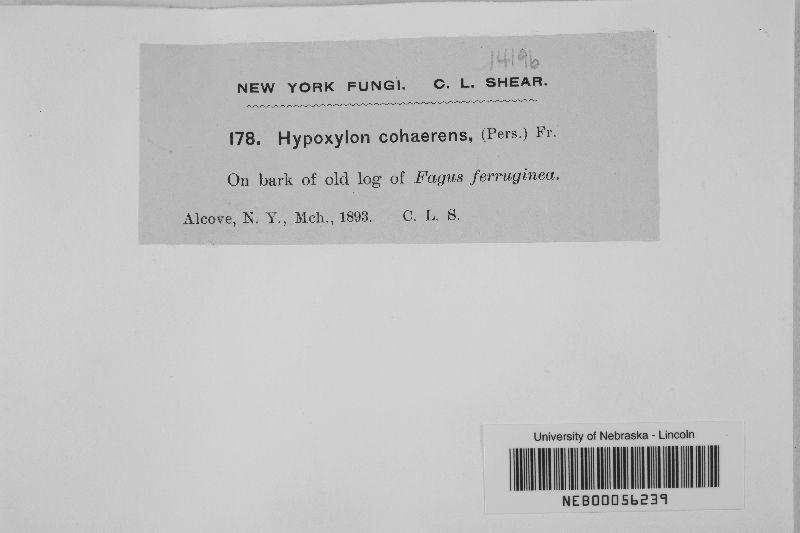 14196
NEW YORK FUNGI. C. L. SHEAR.
178. Hypoxylon cohaerens, (Pers.) Fr.
On bark of old log of Fagus ferruginea.
Alcove, N. Y., Mch., 1893. C. L. S.
University of Nebraska - Lincoln
NEB00056239